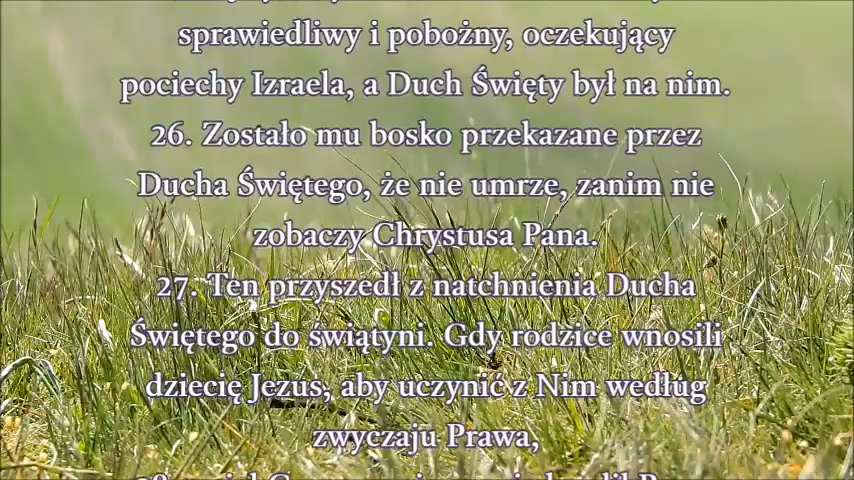 sprawiedliwy i pobożny, oczekujący
pociechy Izraela, a Duch Święty był na nim.
26. Zostało mu bosko przekazane przez
Ducha Świętego, że nie umrze, zanim nie
zobaczy Chrystusa Pana.
27. Ten przyszedł z natchnienia Ducha
Świętego do świątyni. Gdy rodzice wnosili
dziecię Jezus, aby uczynić z Nim według
zwyczaju Prawa,